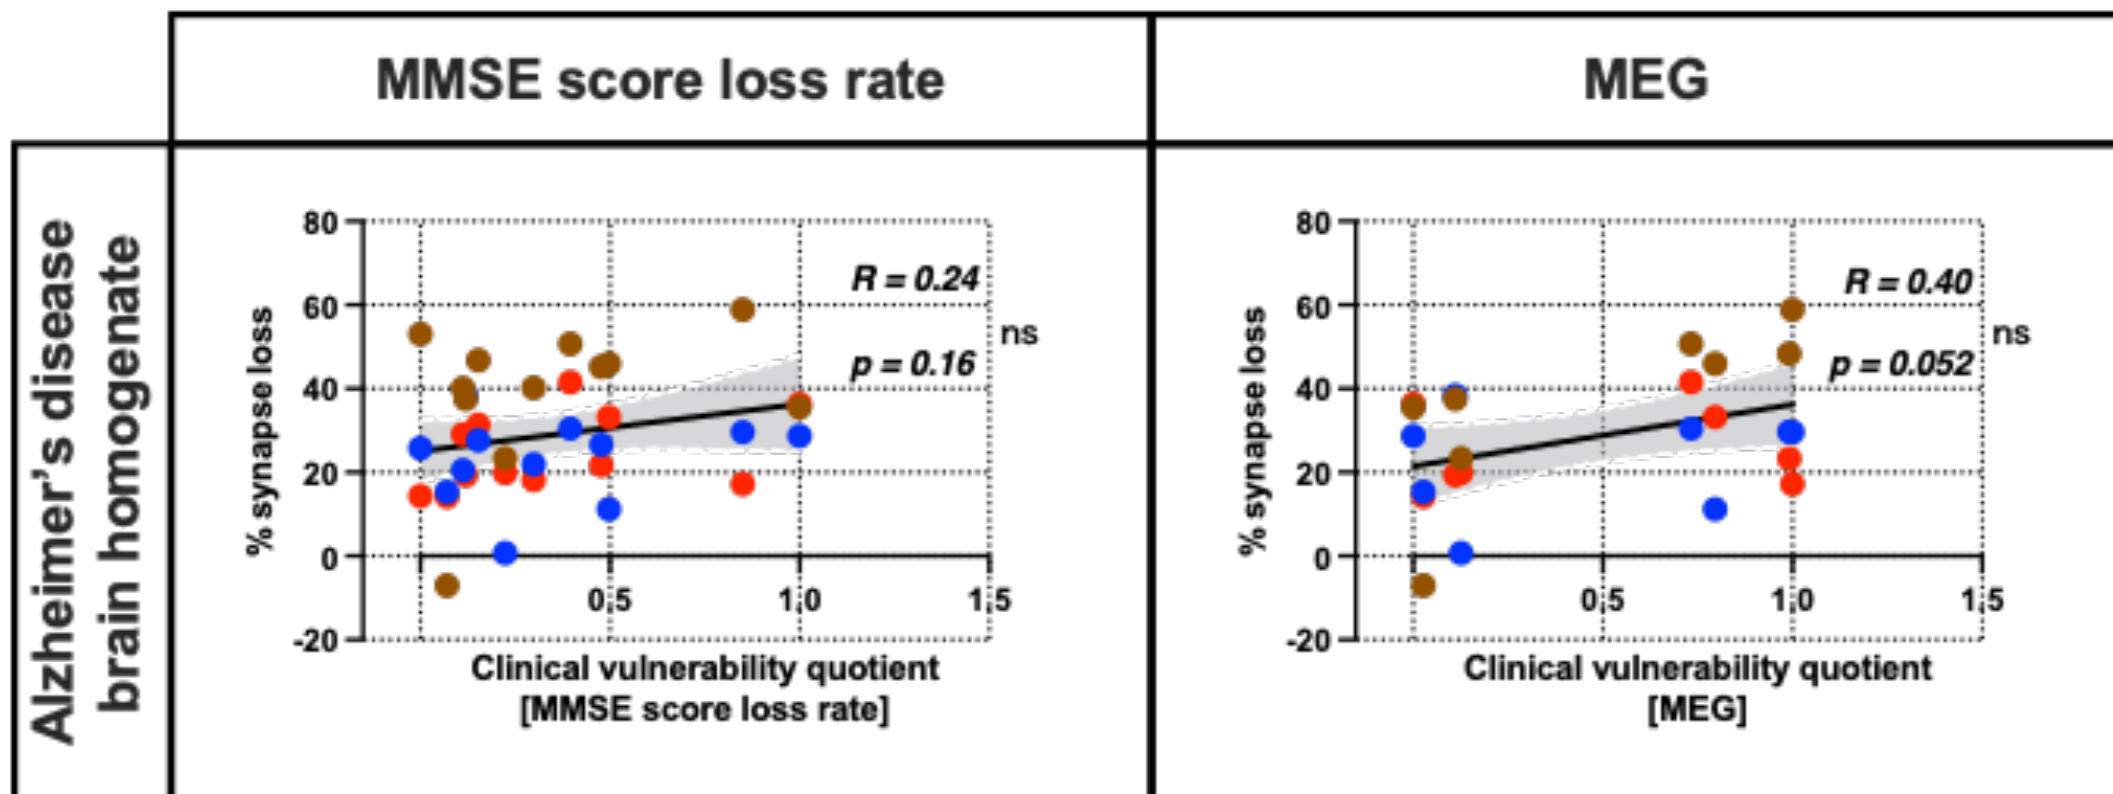 MMSE score loss rate
MEG
Alzheimer's disease
brain homogenate
80
60
40
20
0
-20
% synapse loss
R = 0.24
p = 0.16
ns
0.5
1.0
1.5
Clinical vulnerability quotient
[MMSE score loss rate]
80
60
40
20
0
-20
% synapse loss
R = 0.40
p = 0.052
ns
0.5
1.0
1.5
Clinical vulnerability quotient
[MEG]